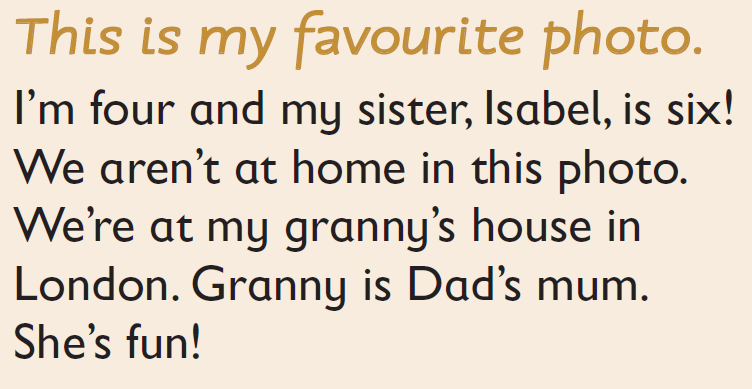 This is my favourite photo.
I'm four and my sister, Isabel, is six!
We aren't at home in this photo.
We're at my granny's house in
London. Granny is Dad's mum.
She's fun!